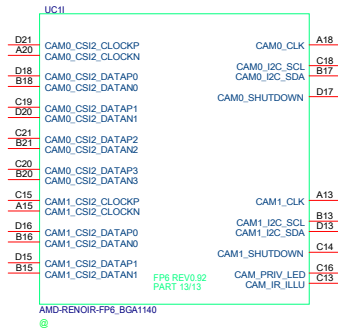 UC1I
D21 CAM0_CSI2_CLOCKP CAM0_CLK A18
A20 CAM0_CSI2_CLOCKN
CAM0_I2C_SCL C18
D18 CAM0_CSI2_DATAP0 CAM0_I2C_SDA B17
B18 CAM0_CSI2_DATAN0
CAM0_SHUTDOWN D17
C19 CAM0_CSI2_DATAP1
D20 CAM0_CSI2_DATAN1
C21 CAM0_CSI2_DATAP2
B21 CAM0_CSI2_DATAN2
C20 CAM0_CSI2_DATAP3
B20 CAM0_CSI2_DATAN3
C15 CAM1_CSI2_CLOCKP CAM1_CLK A13
A15 CAM1_CSI2_CLOCKN
CAM1_I2C_SCL B13
D16 CAM1_CSI2_DATAP0 CAM1_I2C_SDA D13
B16 CAM1_CSI2_DATAN0
CAM1_SHUTDOWN C14
D15 CAM1_CSI2_DATAP1
B15 CAM1_CSI2_DATAN1 CAM_PRIV_LED C16
CAM_IR_ILLU C13
FP6 REV0.92
PART 13/13
AMD-RENOIR-FP6_BGA1140
@